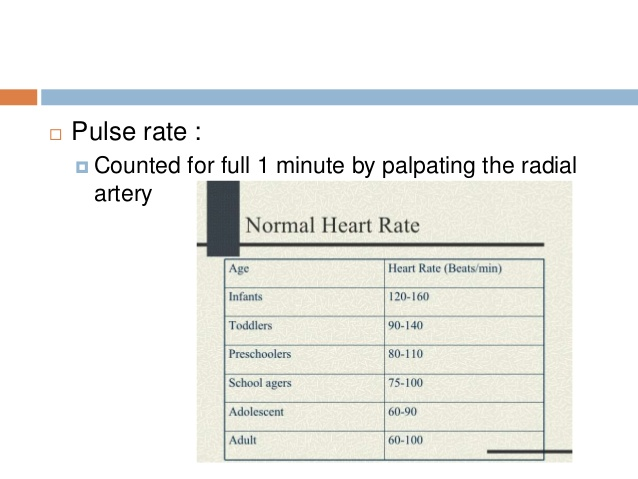 Pulse rate :
Counted for full 1 minute by palpating the radial
artery
Normal Heart Rate
Age Heart Rate (Beats/min)
Infants 120-160
Toddlers 90-140
Preschoolers 80-110
School agers 75-100
Adolescent 60-90
Adult 60-100